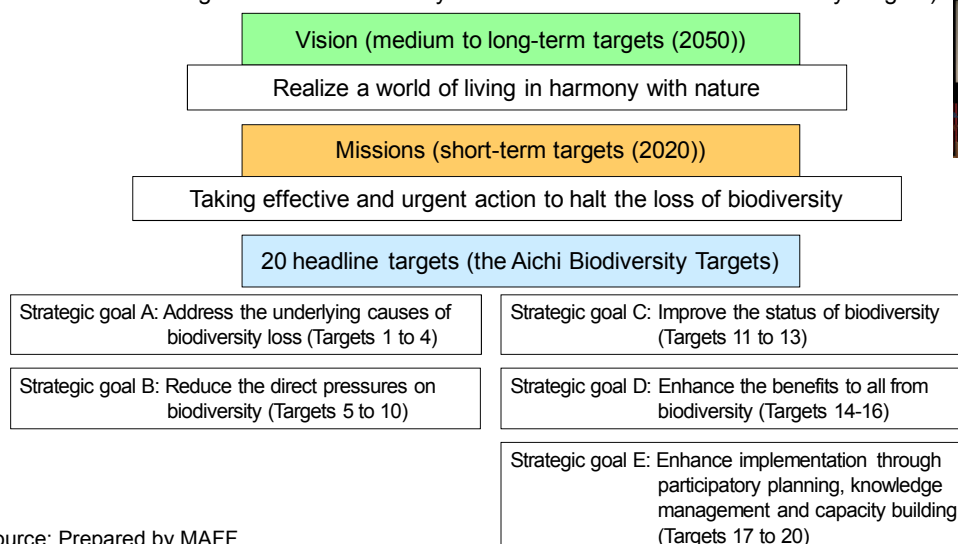 Vision (medium to long-term targets (2050))
Realize a world of living in harmony with nature
Missions (short-term targets (2020))
Taking effective and urgent action to halt the loss of biodiversity
20 headline targets (the Aichi Biodiversity Targets)
Strategic goal A: Address the underlying causes of
biodiversity loss (Targets 1 to 4)
Strategic goal B: Reduce the direct pressures on
biodiversity (Targets 5 to 10)
Strategic goal C: Improve the status of biodiversity
(Targets 11 to 13)
Strategic goal D: Enhance the benefits to all from
biodiversity (Targets 14-16)
Strategic goal E: Enhance implementation through
participatory planning, knowledge
management and capacity building
(Targets 17 to 20)
Prepared by MAFF